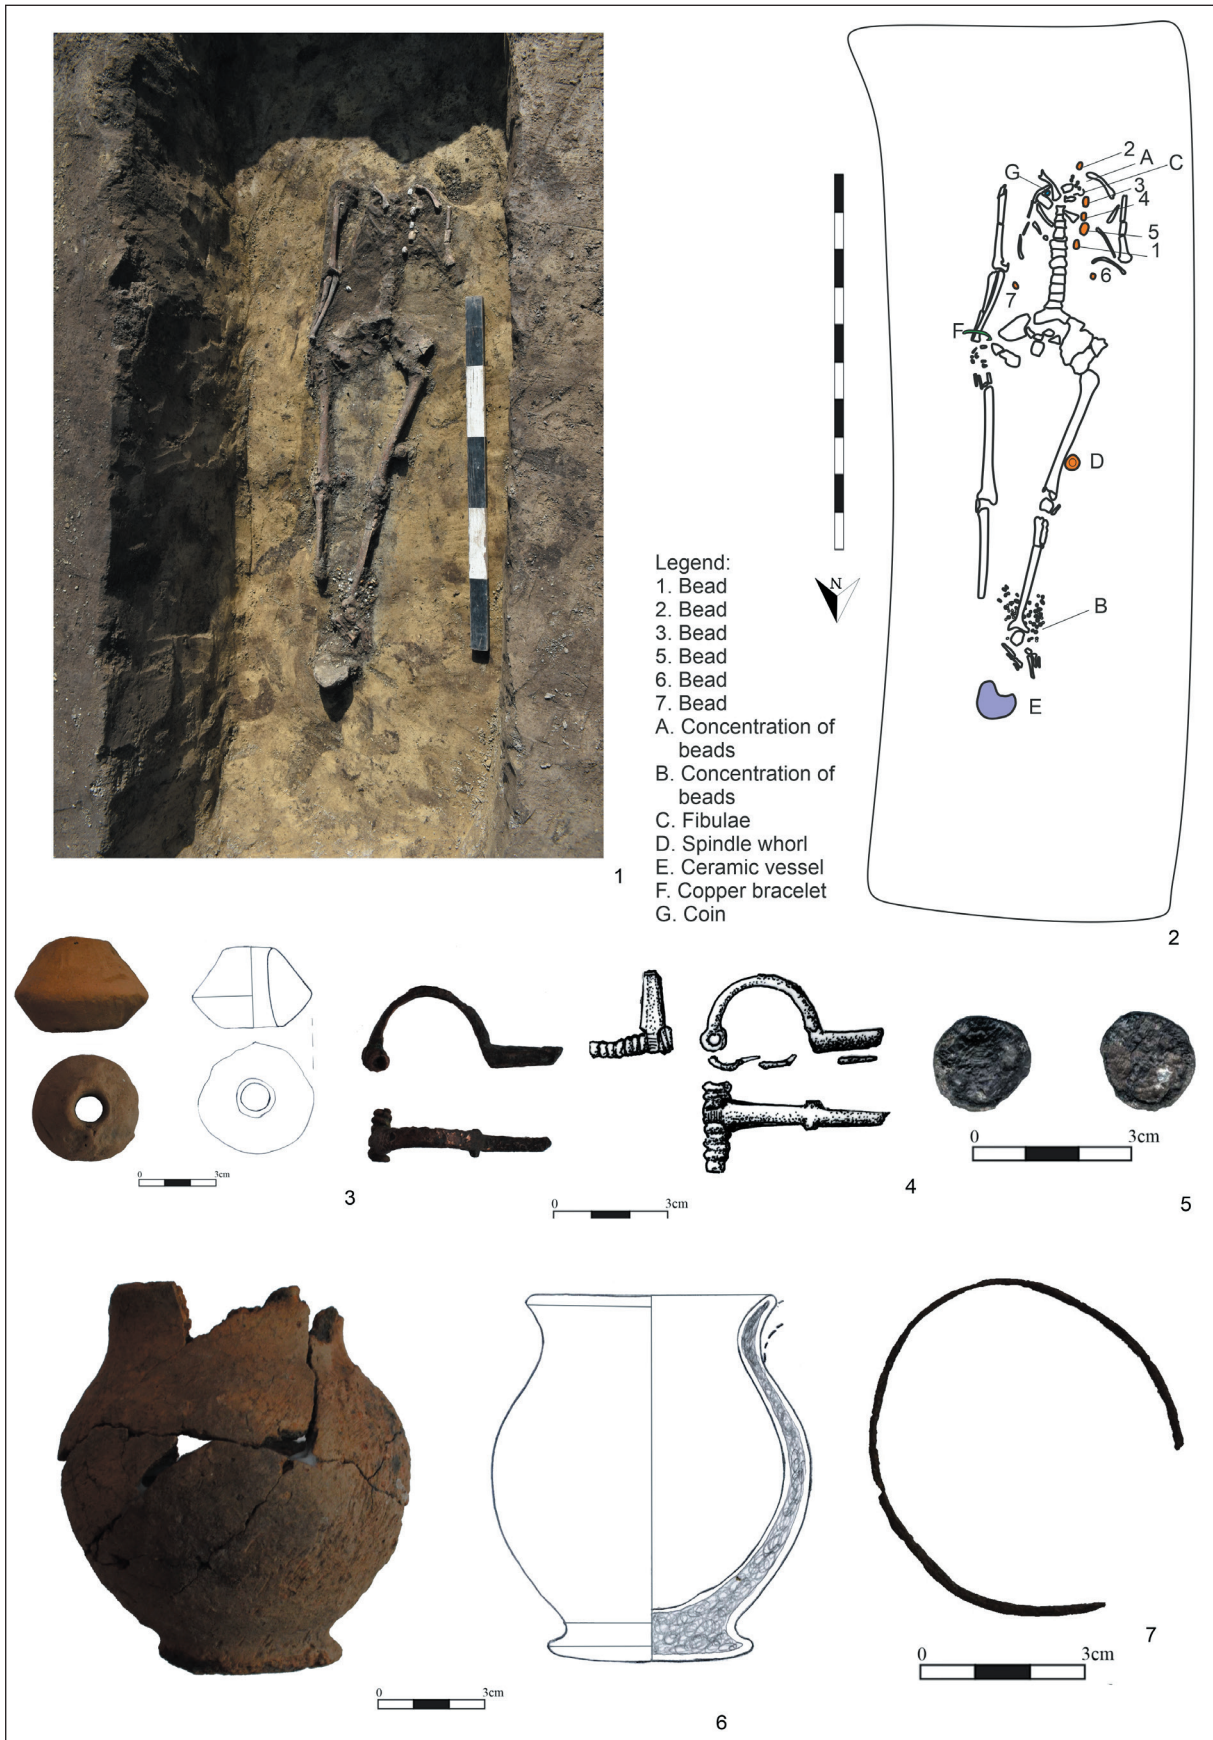 2
A
C
G
3
4
5
1
6
7
F
D
Legend:
1. Bead
2. Bead
3. Bead
5. Bead
6. Bead
7. Bead
A. Concentration of
beads
B. Concentration of
beads
C. Fibulae
D. Spindle whorl
E. Ceramic vessel
F. Copper bracelet
G. Coin
N
B
E
1
2
0 3cm
3
0 3cm
4
0 3cm
5
0 3cm
6
7
0 3cm